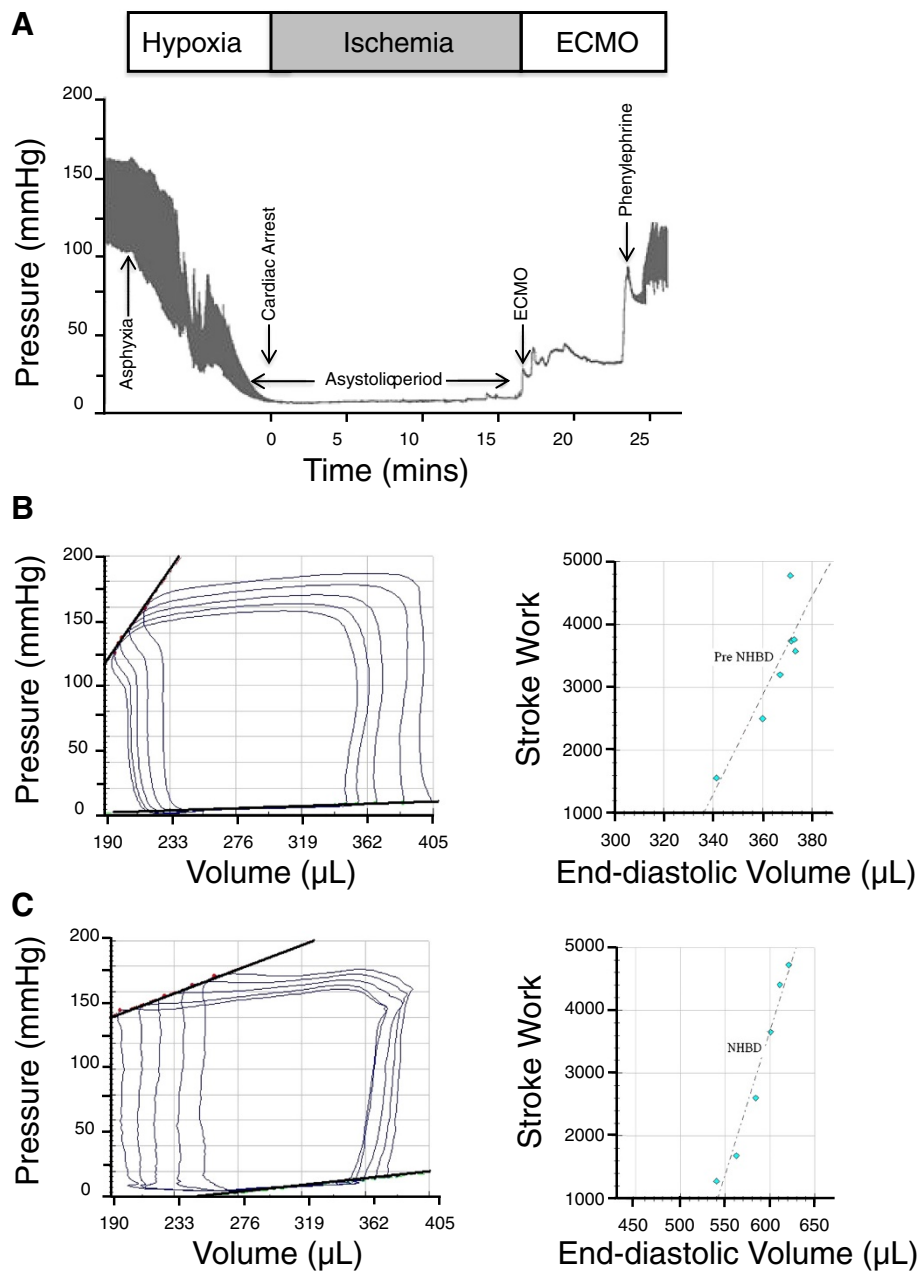 A
Hypoxia Ischemia ECMO
200
150
100
50
0
Pressure (mmHg)
Asphyxia
Cardiac Arrest
Asystolicperiod
ECMO
Phenylephrine
0 5 10 15 20 25
Time (mins)
B
200
150
100
50
0
Pressure (mmHg)
190 233 276 319 362 405
Volume (µL)
5000
4000
3000
2000
1000
Stroke Work
Pre NHBD
300 320 340 360 380
End-diastolic Volume (µL)
C
200
150
100
50
0
Pressure (mmHg)
190 233 276 319 362 405
Volume (µL)
5000
4000
3000
2000
1000
Stroke Work
NHBD
450 500 550 600 650
End-diastolic Volume (µL)